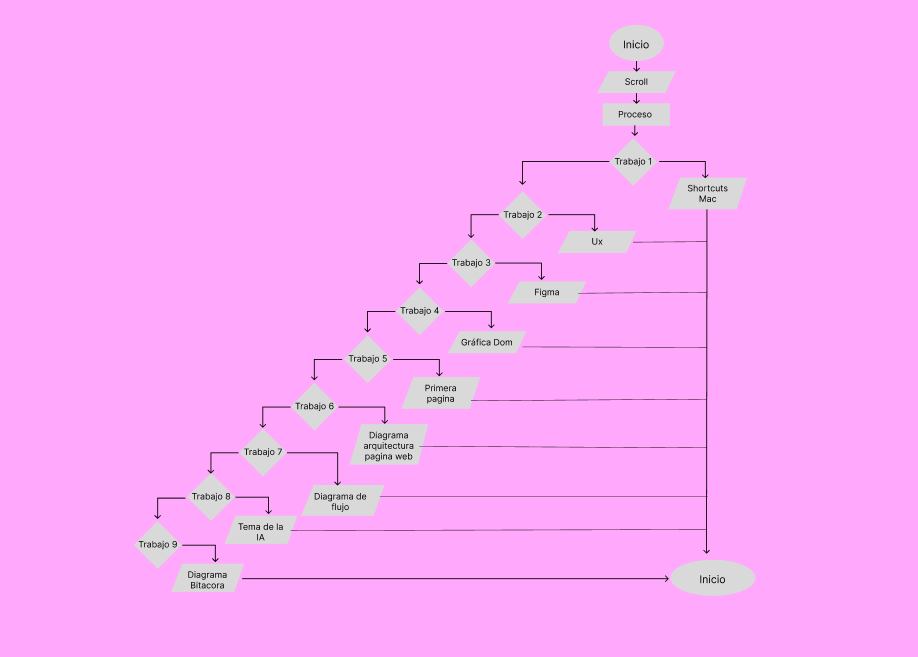 Inicio
Scroll
Proceso
Trabajo 1
Shortcuts
Mac
Trabajo 2
Ux
Trabajo 3
Figma
Trabajo 4
Gráfica Dom
Trabajo 5
Primera
pagina
Trabajo 6
Diagrama
arquitectura
pagina web
Trabajo 7
Diagrama de
flujo
Trabajo 8
Tema de la
IA
Trabajo 9
Diagrama
Bitacora
Inicio